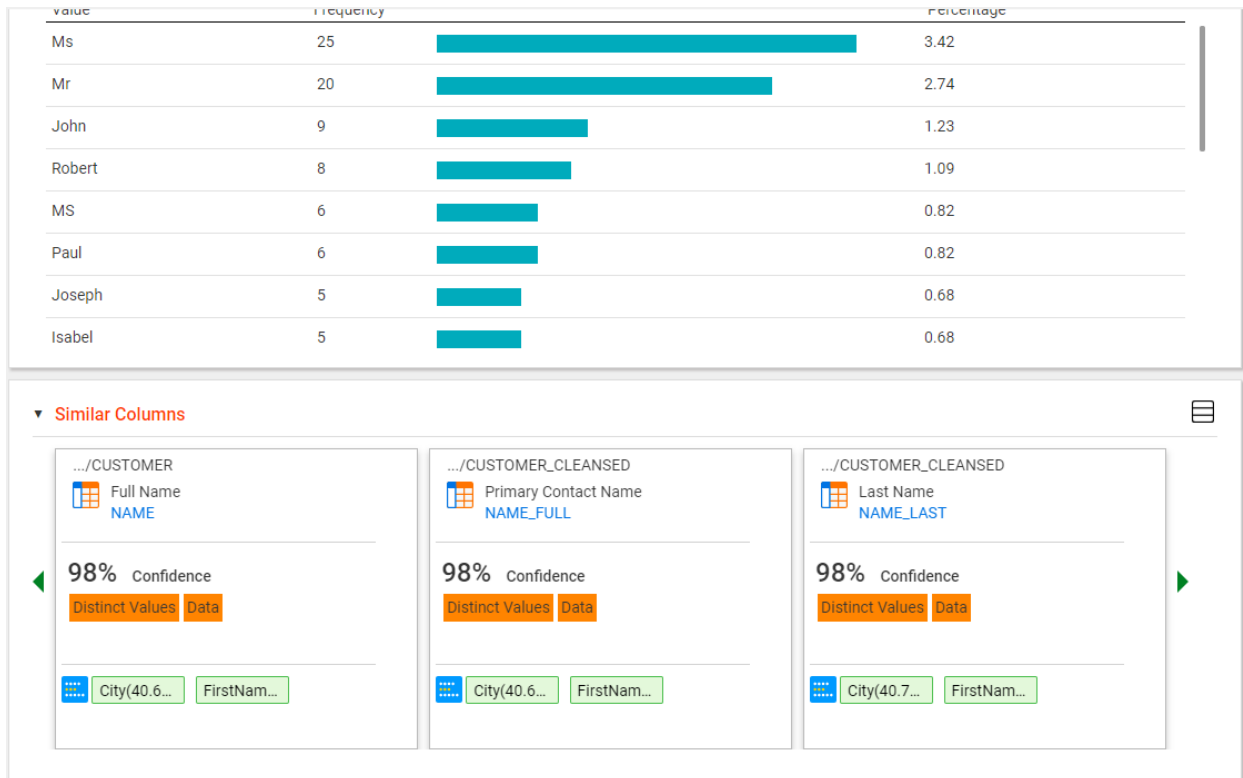 Value Frequency Percentage
Ms 25 3.42
Mr 20 2.74
John 9 1.23
Robert 8 1.09
MS 6 0.82
Paul 6 0.82
Joseph 5 0.68
Isabel 5 0.68
Similar Columns
.../CUSTOMER
Full Name
NAME
98% Confidence
Distinct Values Data
City(40.6... FirstNam...
.../CUSTOMER_CLEANSED
Primary Contact Name
NAME_FULL
98% Confidence
Distinct Values Data
City(40.6... FirstNam...
.../CUSTOMER_CLEANSED
Last Name
NAME_LAST
98% Confidence
Distinct Values Data
City(40.7... FirstNam...